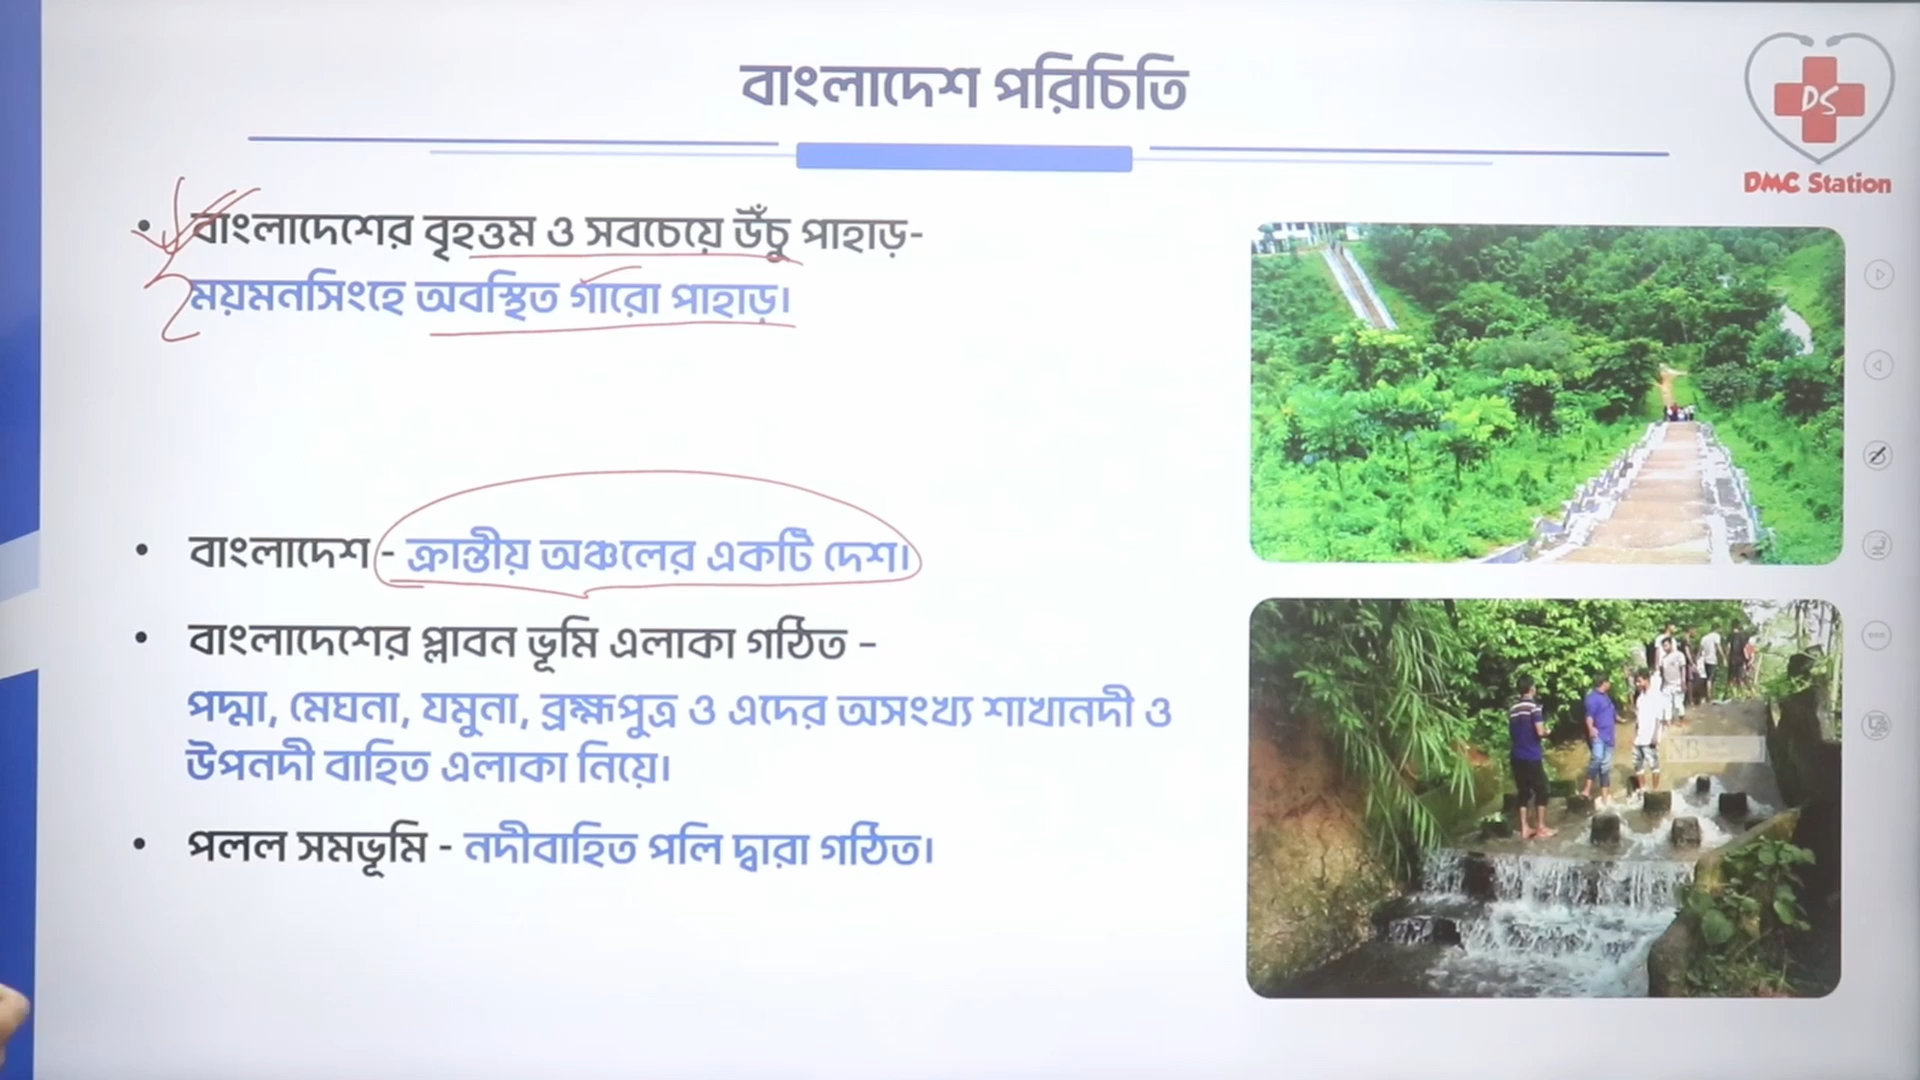 বাংলাদেশ পরিচিতি
DS
DMC Station
• বাংলাদেশের বৃহত্তম ও সবচেয়ে উঁচু পাহাড়-
ময়মনসিংহে অবস্থিত গারো পাহাড়।
• বাংলাদেশ - ক্রান্তীয় অঞ্চলের একটি দেশ।
• বাংলাদেশের প্লাবন ভূমি এলাকা গঠিত –
পদ্মা, মেঘনা, যমুনা, ব্রহ্মপুত্র ও এদের অসংখ্য শাখানদী ও
উপনদী বাহিত এলাকা নিয়ে।
• পলল সমভূমি - নদীবাহিত পলি দ্বারা গঠিত।